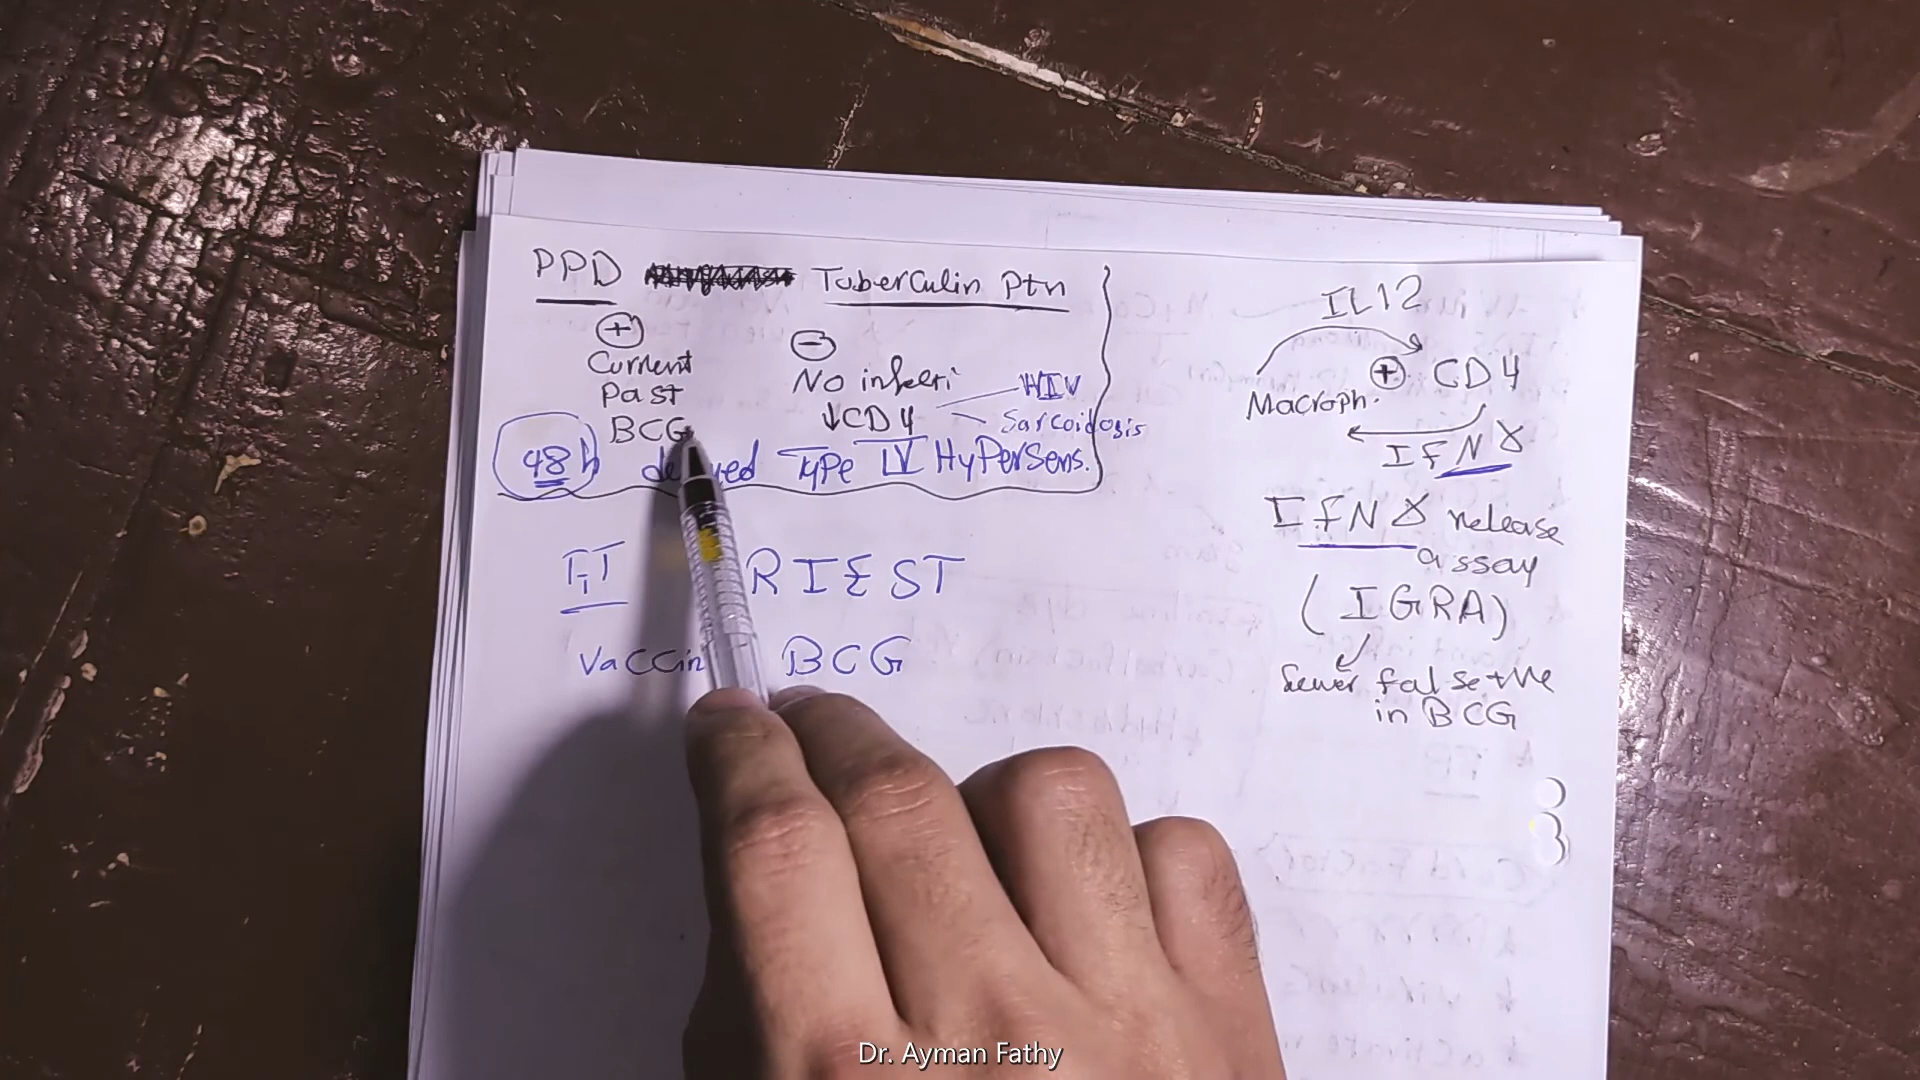 PPD Tuberculin Ptn
+ -
Current No infecti
Past ↓CD4 HIV
BCG Sarcoidosis
48h delayed Type IV HyperSens.
TTT RIEST
Vaccin BCG
IL12
Macroph. + CD4
IFN γ
IFN γ release
assay
(IGRA)
fewer false +ve
in BCG
Dr. Ayman Fathy